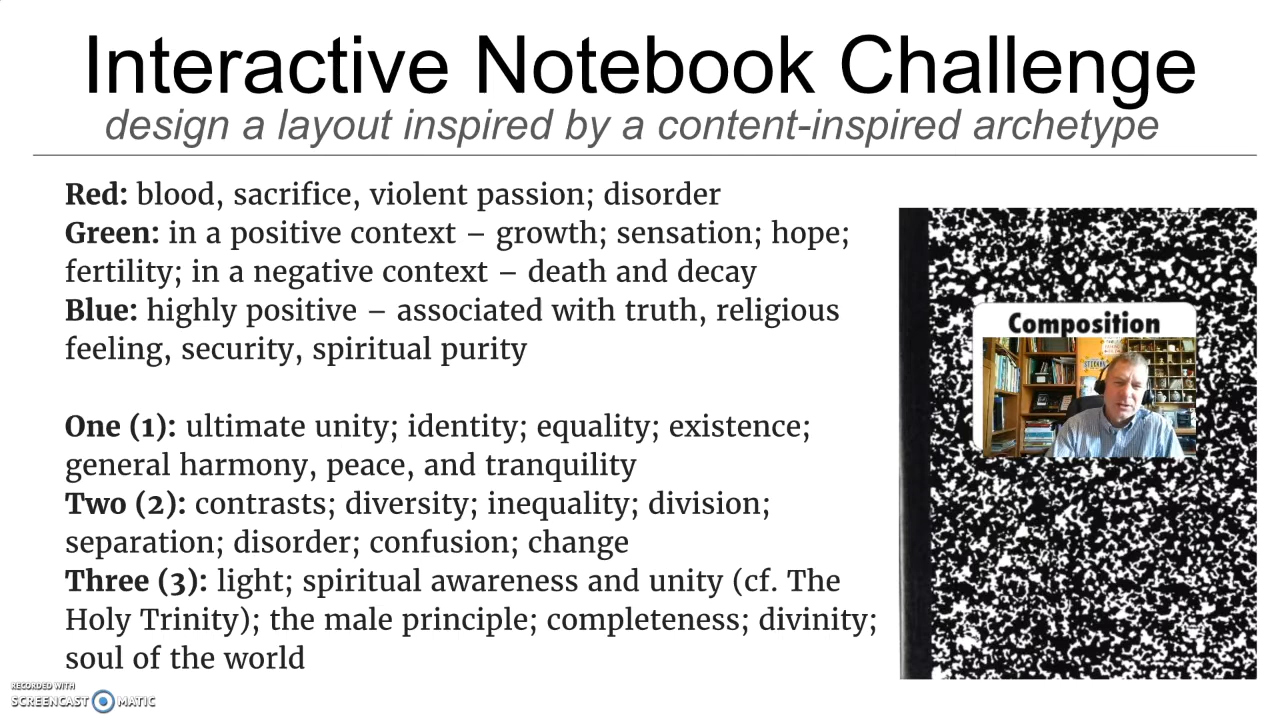 Interactive Notebook Challenge
design a layout inspired by a content-inspired archetype
Red: blood, sacrifice, violent passion; disorder
Green: in a positive context – growth; sensation; hope;
fertility; in a negative context – death and decay
Blue: highly positive – associated with truth, religious
feeling, security, spiritual purity
One (1): ultimate unity; identity; equality; existence;
general harmony, peace, and tranquility
Two (2): contrasts; diversity; inequality; division;
separation; disorder; confusion; change
Three (3): light; spiritual awareness and unity (cf. The
Holy Trinity); the male principle; completeness; divinity;
soul of the world
Composition
RECORDED WITH
SCREENCAST MATIC